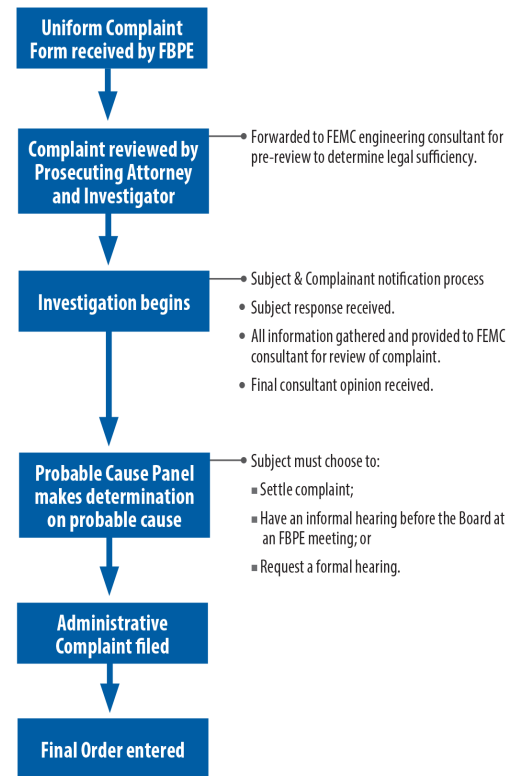 Uniform Complaint
Form received by FBPE
Complaint reviewed by
Prosecuting Attorney
and Investigator
Forwarded to FEMC engineering consultant for
pre-review to determine legal sufficiency.
Investigation begins
Subject & Complainant notification process
Subject response received.
All information gathered and provided to FEMC
consultant for review of complaint.
Final consultant opinion received.
Probable Cause Panel
makes determination
on probable cause
Subject must choose to:
Settle complaint;
Have an informal hearing before the Board at
an FBPE meeting; or
Request a formal hearing.
Administrative
Complaint filed
Final Order entered